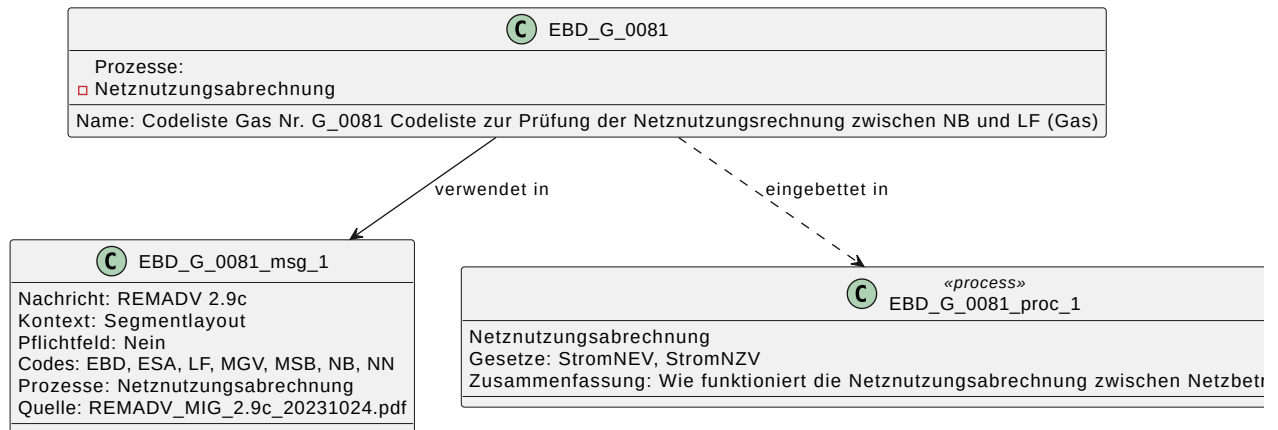 C EBD_G_0081
Prozesse:
Netznutzungsabrechnung
Name: Codeliste Gas Nr. G_0081 Codeliste zur Prüfung der Netznutzungsrechnung zwischen NB und LF (Gas)
verwendet in
eingebettet in
C EBD_G_0081_msg_1
Nachricht: REMADV 2.9c
Kontext: Segmentlayout
Pflichtfeld: Nein
Codes: EBD, ESA, LF, MGV, MSB, NB, NN
Prozesse: Netznutzungsabrechnung
Quelle: REMADV_MIG_2.9c_20231024.pdf
C «process»
EBD_G_0081_proc_1
Netznutzungsabrechnung
Gesetze: StromNEV, StromNZV
Zusammenfassung: Wie funktioniert die Netznutzungsabrechnung zwischen